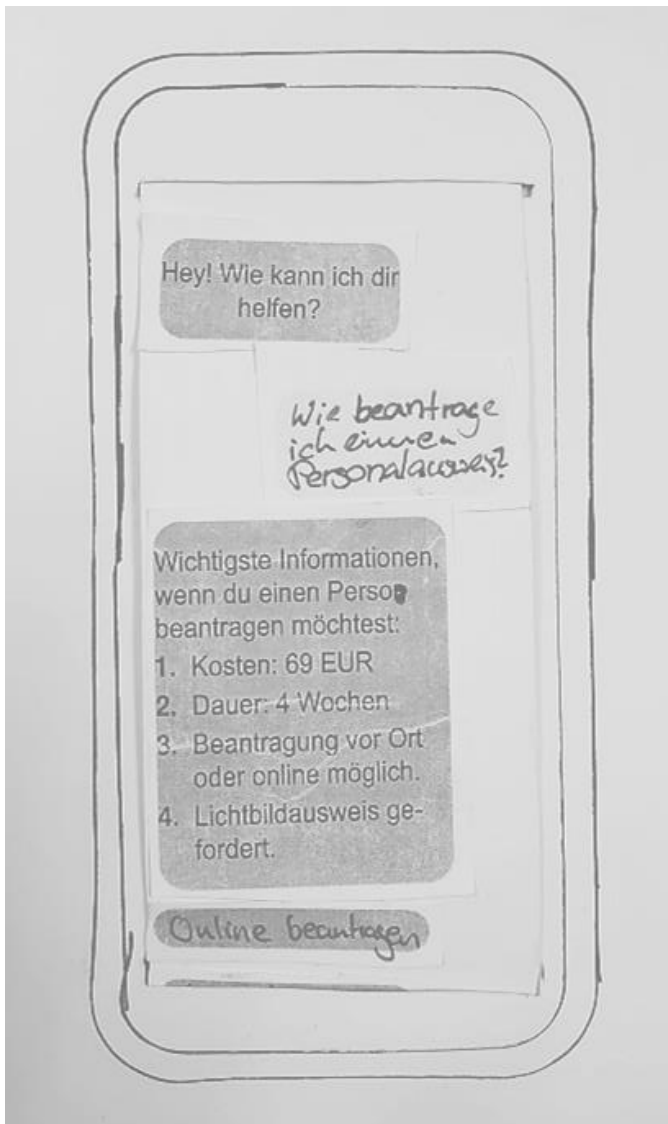 Hey! Wie kann ich dir
helfen?
Wie beantrage
ich einen
Personalausweis?
Wichtigste Informationen,
wenn du einen Perso
beantragen möchtest:
1. Kosten: 69 EUR
2. Dauer: 4 Wochen
3. Beantragung vor Ort
oder online möglich.
4. Lichtbildausweis ge-
fordert.
Online beantragen